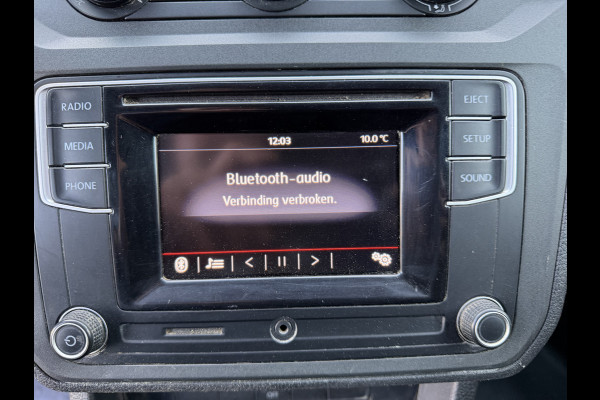 RADIO
EJECT
MEDIA
SETUP
PHONE
SOUND
12:03
10.0 °C
Bluetooth-audio
Verbinding verbroken.